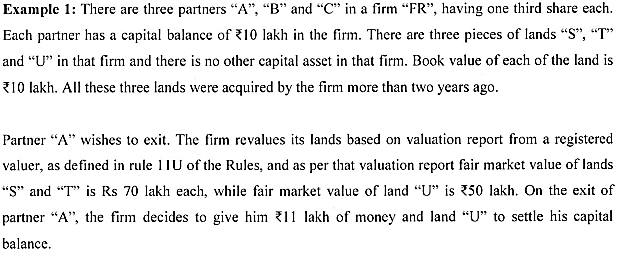 Example 1: There are three partners “A”, “B” and “C” in a firm “FR”, having one third share each.
Each partner has a capital balance of ₹10 lakh in the firm. There are three pieces of lands “S”, “T”
and “U” in that firm and there is no other capital asset in that firm. Book value of each of the land is
₹10 lakh. All these three lands were acquired by the firm more than two years ago.
Partner “A” wishes to exit. The firm revalues its lands based on valuation report from a registered
valuer, as defined in rule 11U of the Rules, and as per that valuation report fair market value of lands
“S” and “T” is Rs 70 lakh each, while fair market value of land “U” is ₹50 lakh. On the exit of
partner “A”, the firm decides to give him ₹11 lakh of money and land “U” to settle his capital
balance.